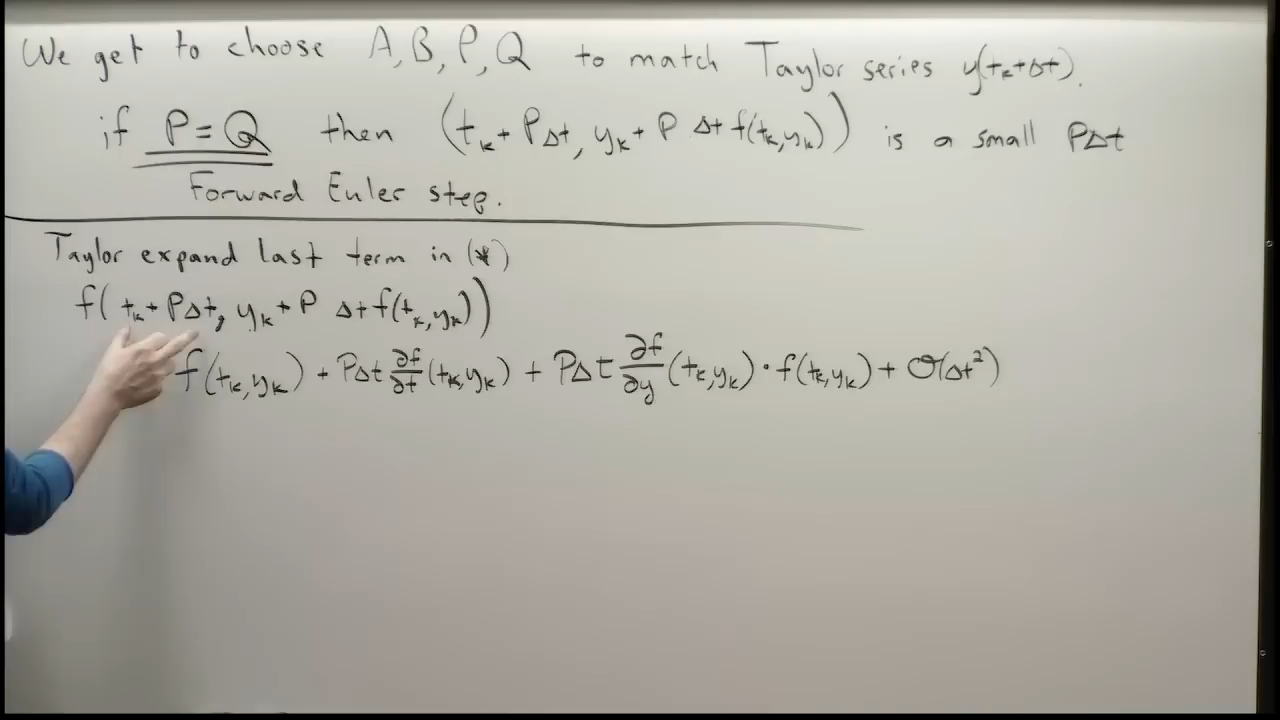 We get to choose A, B, P, Q to match Taylor series y(tₖ+Δt).
if P = Q then (tₖ + PΔt, yₖ + P Δt f(tₖ,yₖ)) is a small PΔt
Forward Euler step.
Taylor expand last term in (*)
f( tₖ + PΔt, yₖ + P Δt f(tₖ,yₖ))
f(tₖ,yₖ) + PΔt ∂f/∂t (tₖ,yₖ) + PΔt ∂f/∂y (tₖ,yₖ) · f(tₖ,yₖ) + O(Δt²)